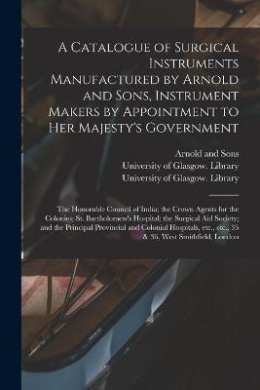 A Catalogue of Surgical
Instruments
Manufactured by Arnold
and Sons, Instrument
Makers by Appointment to
Her Majesty's Government
Arnold and Sons
University of Glasgow. Library
University of Glasgow. Library
The Honorable Council of India; the Crown Agents for
the Colonies; St. Bartholomew's Hospital; the Surgical Aid
Society; and the Principal Provincial and Colonial Hospitals, etc., etc., 35
& 36, West Smithfield, London